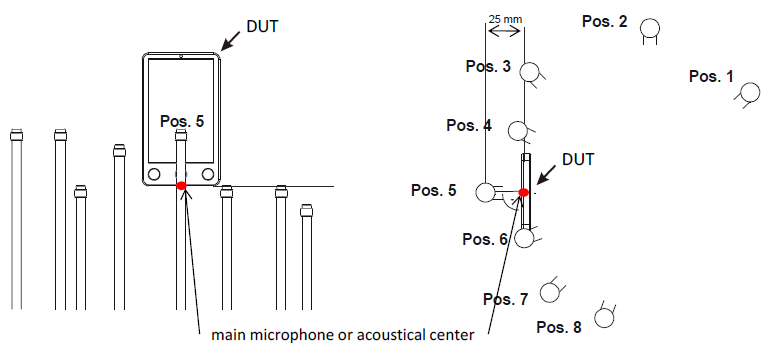 DUT
Pos. 5
25 mm
Pos. 2
Pos. 3
Pos. 1
Pos. 4
DUT
Pos. 5
Pos. 6
Pos. 7
Pos. 8
main microphone or acoustical center